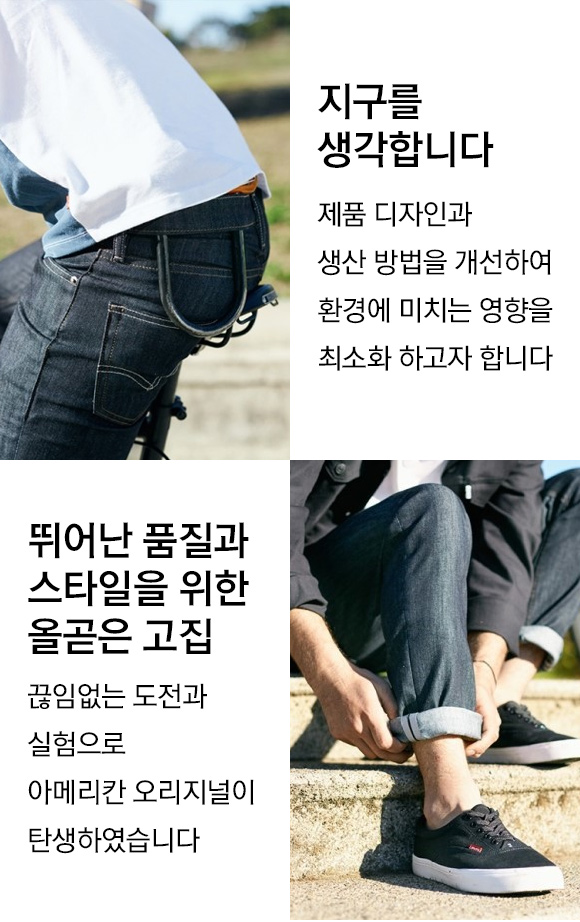 지구를
생각합니다
제품 디자인과
생산 방법을 개선하여
환경에 미치는 영향을
최소화 하고자 합니다
뛰어난 품질과
스타일을 위한
올곧은 고집
끊임없는 도전과
실험으로
아메리칸 오리지널이
탄생하였습니다